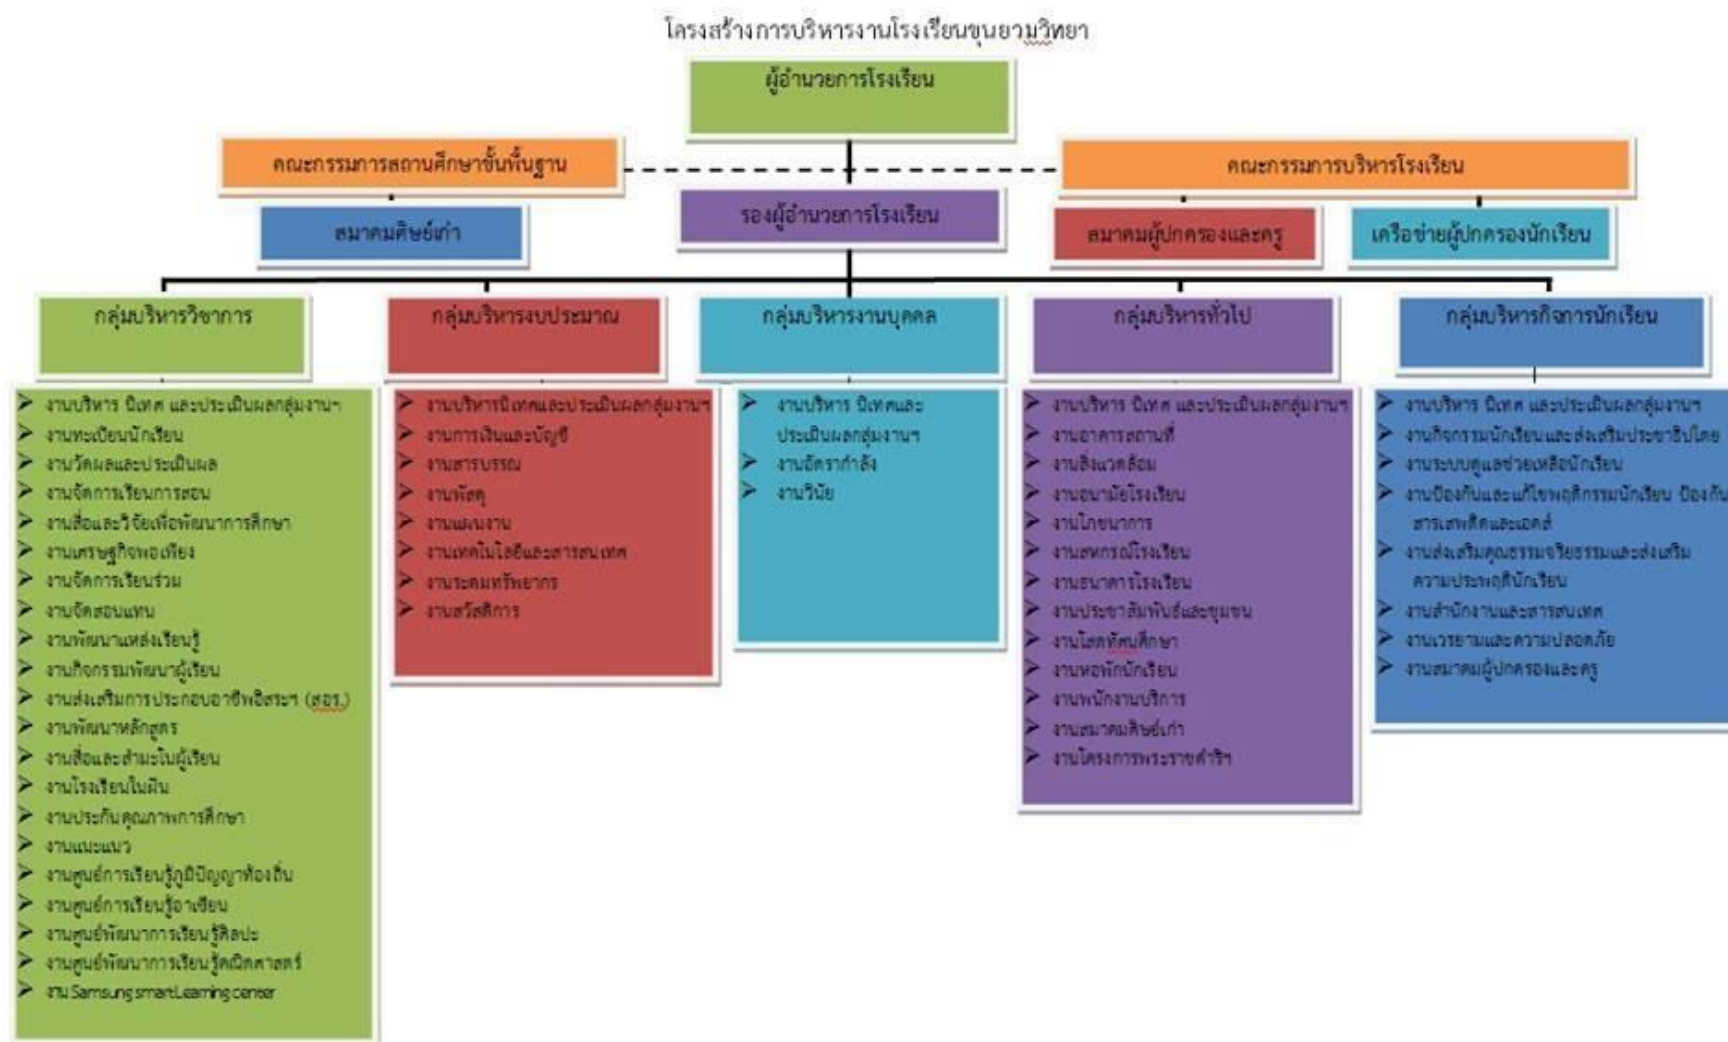 โครงสร้างการบริหารงานโรงเรียนขุนยวมวิทยา
ผู้อำนวยการโรงเรียน
คณะกรรมการสถานศึกษาขั้นพื้นฐาน
คณะกรรมการบริหารโรงเรียน
สมาคมศิษย์เก่า
รองผู้อำนวยการโรงเรียน
สมาคมผู้ปกครองและครู
เครือข่ายผู้ปกครองนักเรียน
กลุ่มบริหารวิชาการ
งานบริหาร นิเทศ และประเมินผลกลุ่มงานฯ
งานทะเบียนนักเรียน
งานวัดผลและประเมินผล
งานจัดการเรียนการสอน
งานสื่อและวิจัยเพื่อพัฒนาการศึกษา
งานเศรษฐกิจพอเพียง
งานจัดการเรียนร่วม
งานจัดสอนแทน
งานพัฒนาแหล่งเรียนรู้
งานกิจกรรมพัฒนาผู้เรียน
งานส่งเสริมการประกอบอาชีพอิสระฯ (สอร.)
งานพัฒนาหลักสูตร
งานสื่อและสำมะโนผู้เรียน
งานโรงเรียนในฝัน
งานประกันคุณภาพการศึกษา
งานแนะแนว
งานศูนย์การเรียนรู้ภูมิปัญญาท้องถิ่น
งานศูนย์การเรียนรู้อาเซียน
งานศูนย์พัฒนาการเรียนรู้ศิลปะ
งานศูนย์พัฒนาการเรียนรู้คณิตศาสตร์
งาน Samsung smart Learning center
กลุ่มบริหารงบประมาณ
งานบริหารนิเทศและประเมินผลกลุ่มงานฯ
งานการเงินและบัญชี
งานสารบรรณ
งานพัสดุ
งานแผนงาน
งานเทคโนโลยีและสารสนเทศ
งานระดมทรัพยากร
งานสวัสดิการ
กลุ่มบริหารงานบุคคล
งานบริหาร นิเทศและ
ประเมินผลกลุ่มงานฯ
งานอัตรากำลัง
งานวินัย
กลุ่มบริหารทั่วไป
งานบริหาร นิเทศ และประเมินผลกลุ่มงานฯ
งานอาคารสถานที่
งานสิ่งแวดล้อม
งานอนามัยโรงเรียน
งานโภชนาการ
งานสหกรณ์โรงเรียน
งานธนาคารโรงเรียน
งานประชาสัมพันธ์และชุมชน
งานโสตทัศนศึกษา
งานหอพักนักเรียน
งานพนักงานบริการ
งานสมาคมศิษย์เก่า
งานโครงการพระราชดำริฯ
กลุ่มบริหารกิจการนักเรียน
งานบริหาร นิเทศ และประเมินผลกลุ่มงานฯ
งานกิจกรรมนักเรียนและส่งเสริมประชาธิปไตย
งานระบบดูแลช่วยเหลือนักเรียน
งานป้องกันและแก้ไขพฤติกรรมนักเรียน ป้องกัน
สารเสพติดและเอดส์
งานส่งเสริมคุณธรรมจริยธรรมและส่งเสริม
ความประพฤตินักเรียน
งานสำนักงานและสารสนเทศ
งานเวรยามและความปลอดภัย
งานสมาคมผู้ปกครองและครู